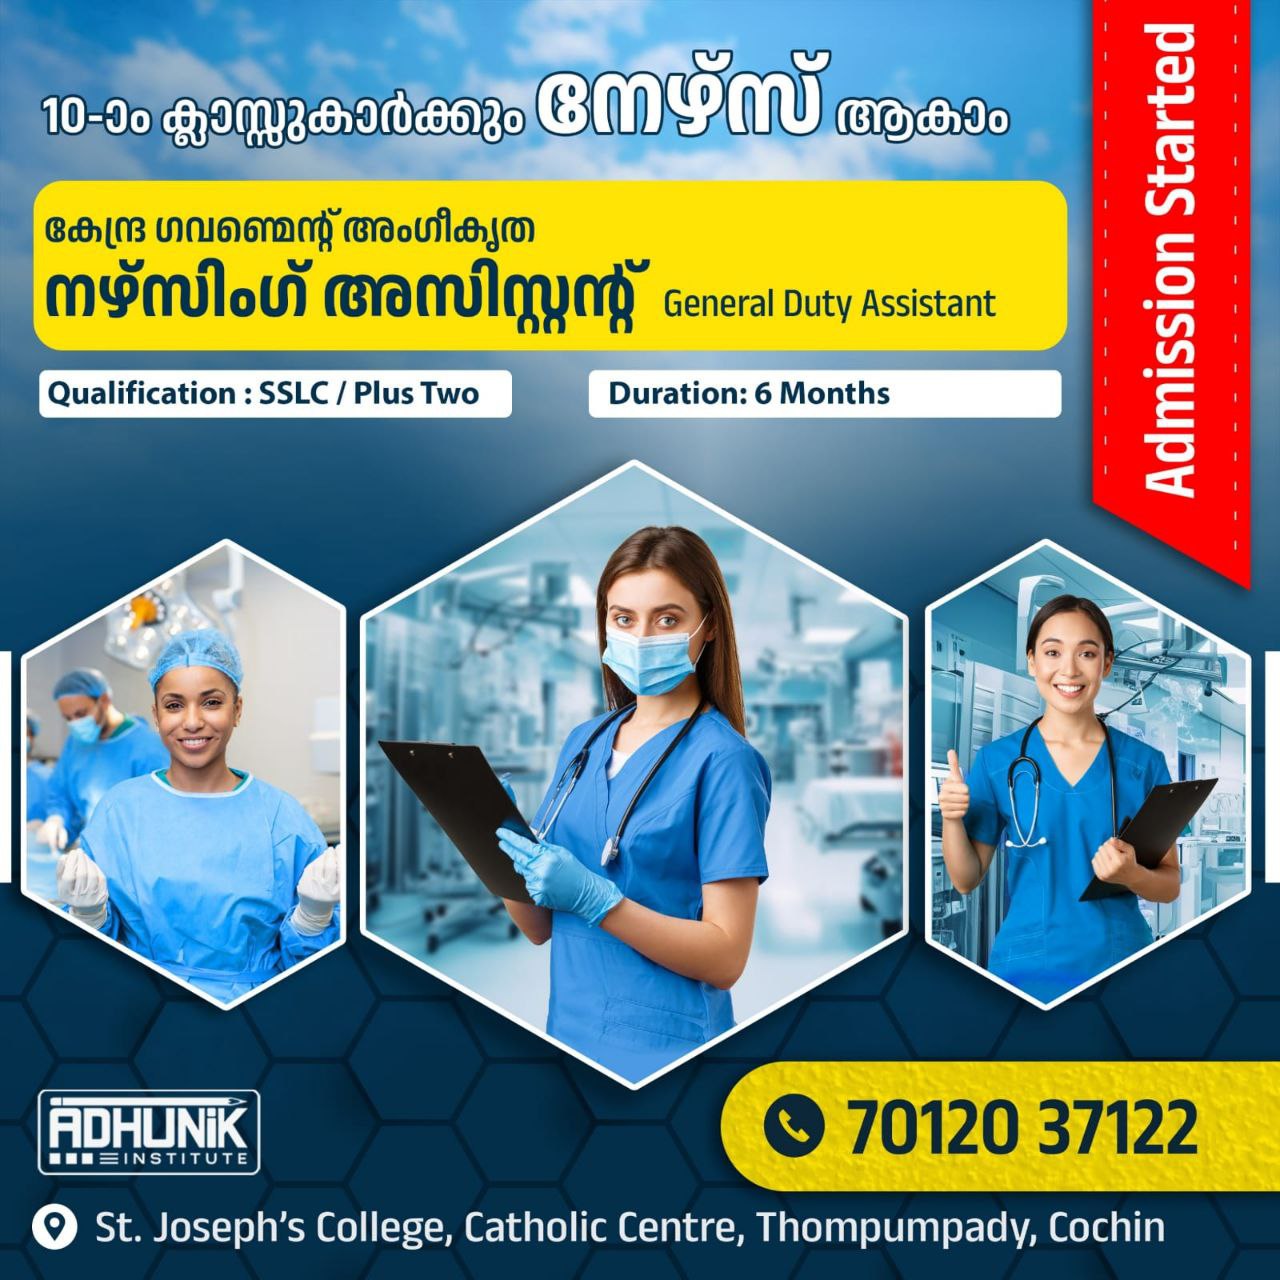 10-ാം ക്ലാസ്സുകാർക്കും നേഴ്സ് ആകാം
കേന്ദ്ര ഗവണ്മെന്റ് അംഗീകൃത
നഴ്സിംഗ് അസിസ്റ്റന്റ് General Duty Assistant
Qualification : SSLC / Plus Two
Duration: 6 Months
Admission Started
ADHUNiK
INSTITUTE
70120 37122
St. Joseph's College, Catholic Centre, Thompumpady, Cochin